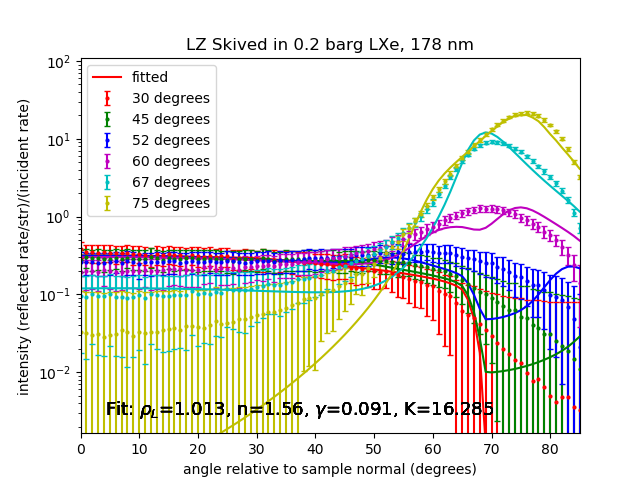 LZ Skived in 0.2 barg LXe, 178 nm
intensity (reflected rate/str)/(incident rate)
10²
10¹
10⁰
10⁻¹
10⁻²
fitted
30 degrees
45 degrees
52 degrees
60 degrees
67 degrees
75 degrees
Fit: ρ_L=1.013, n=1.56, γ=0.091, K=16.285
0 10 20 30 40 50 60 70 80
angle relative to sample normal (degrees)